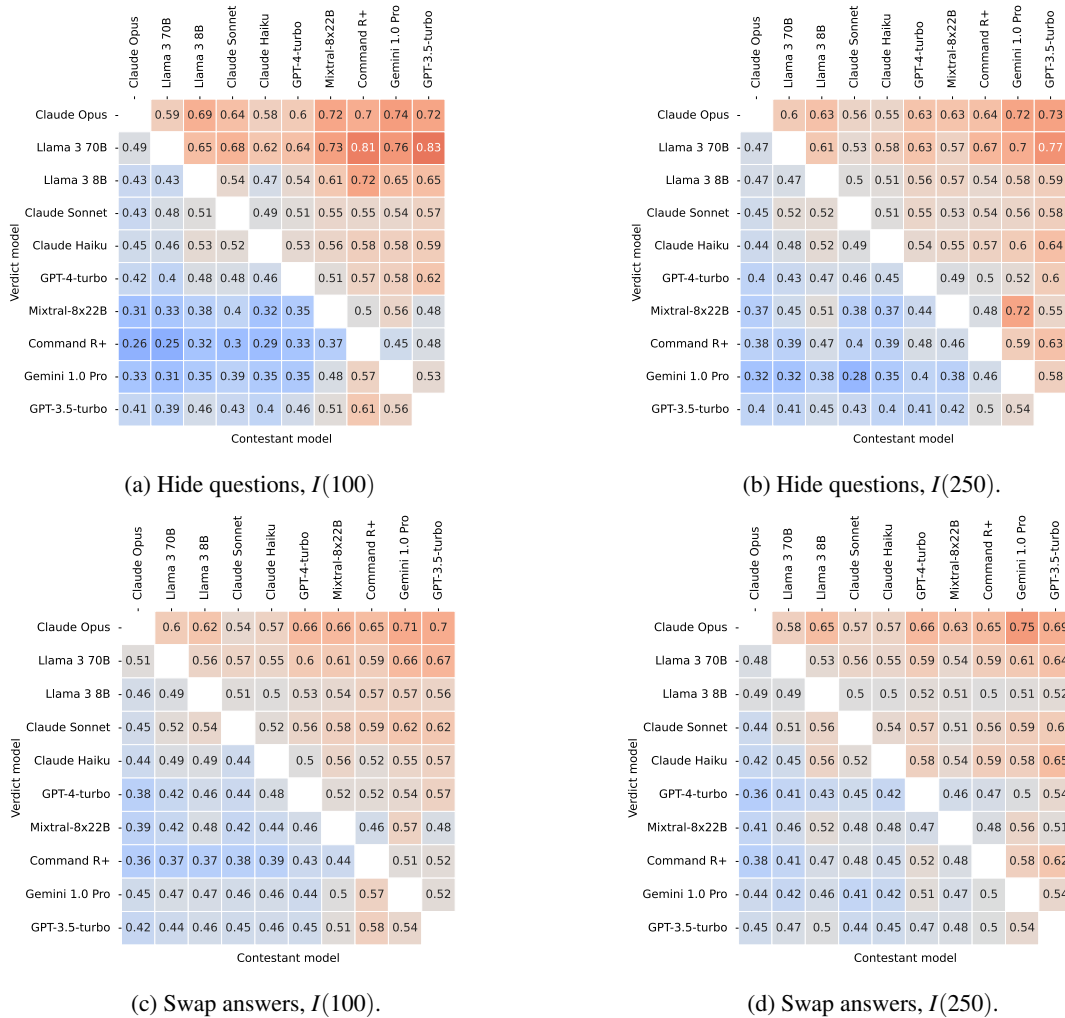 Claude Opus
Llama 3 70B
Llama 3 8B
Claude Sonnet
Claude Haiku
GPT-4-turbo
Mixtral-8x22B
Command R+
Gemini 1.0 Pro
GPT-3.5-turbo
Verdict model
Claude Opus 0.59 0.69 0.64 0.58 0.6 0.72 0.7 0.74 0.72
Llama 3 70B 0.49 0.65 0.68 0.62 0.64 0.73 0.81 0.76 0.83
Llama 3 8B 0.43 0.43 0.54 0.47 0.54 0.61 0.72 0.65 0.65
Claude Sonnet 0.43 0.48 0.51 0.49 0.51 0.55 0.55 0.54 0.57
Claude Haiku 0.45 0.46 0.53 0.52 0.53 0.56 0.58 0.58 0.59
GPT-4-turbo 0.42 0.4 0.48 0.48 0.46 0.51 0.57 0.58 0.62
Mixtral-8x22B 0.31 0.33 0.38 0.4 0.32 0.35 0.5 0.56 0.48
Command R+ 0.26 0.25 0.32 0.3 0.29 0.33 0.37 0.45 0.48
Gemini 1.0 Pro 0.33 0.31 0.35 0.39 0.35 0.35 0.48 0.57 0.53
GPT-3.5-turbo 0.41 0.39 0.46 0.43 0.4 0.46 0.51 0.61 0.56
Contestant model
(a) Hide questions, I(100)
Claude Opus
Llama 3 70B
Llama 3 8B
Claude Sonnet
Claude Haiku
GPT-4-turbo
Mixtral-8x22B
Command R+
Gemini 1.0 Pro
GPT-3.5-turbo
Verdict model
Claude Opus 0.6 0.63 0.56 0.55 0.63 0.63 0.64 0.72 0.73
Llama 3 70B 0.47 0.61 0.53 0.58 0.63 0.57 0.67 0.7 0.77
Llama 3 8B 0.47 0.47 0.5 0.51 0.56 0.57 0.54 0.58 0.59
Claude Sonnet 0.45 0.52 0.52 0.51 0.55 0.53 0.54 0.56 0.58
Claude Haiku 0.44 0.48 0.52 0.49 0.54 0.55 0.57 0.6 0.64
GPT-4-turbo 0.4 0.43 0.47 0.46 0.45 0.49 0.5 0.52 0.6
Mixtral-8x22B 0.37 0.45 0.51 0.38 0.37 0.44 0.48 0.72 0.55
Command R+ 0.38 0.39 0.47 0.4 0.39 0.48 0.46 0.59 0.63
Gemini 1.0 Pro 0.32 0.32 0.38 0.28 0.35 0.4 0.38 0.46 0.58
GPT-3.5-turbo 0.4 0.41 0.45 0.43 0.4 0.41 0.42 0.5 0.54
Contestant model
(b) Hide questions, I(250).
Claude Opus
Llama 3 70B
Llama 3 8B
Claude Sonnet
Claude Haiku
GPT-4-turbo
Mixtral-8x22B
Command R+
Gemini 1.0 Pro
GPT-3.5-turbo
Verdict model
Claude Opus 0.6 0.62 0.54 0.57 0.66 0.66 0.65 0.71 0.7
Llama 3 70B 0.51 0.56 0.57 0.55 0.6 0.61 0.59 0.66 0.67
Llama 3 8B 0.46 0.49 0.51 0.5 0.53 0.54 0.57 0.57 0.56
Claude Sonnet 0.45 0.52 0.54 0.52 0.56 0.58 0.59 0.62 0.62
Claude Haiku 0.44 0.49 0.49 0.44 0.5 0.56 0.52 0.55 0.57
GPT-4-turbo 0.38 0.42 0.46 0.44 0.48 0.52 0.52 0.54 0.57
Mixtral-8x22B 0.39 0.42 0.48 0.42 0.44 0.46 0.46 0.57 0.48
Command R+ 0.36 0.37 0.37 0.38 0.39 0.43 0.44 0.51 0.52
Gemini 1.0 Pro 0.45 0.47 0.47 0.46 0.46 0.44 0.5 0.57 0.52
GPT-3.5-turbo 0.42 0.44 0.46 0.45 0.46 0.45 0.51 0.58 0.54
Contestant model
(c) Swap answers, I(100).
Claude Opus
Llama 3 70B
Llama 3 8B
Claude Sonnet
Claude Haiku
GPT-4-turbo
Mixtral-8x22B
Command R+
Gemini 1.0 Pro
GPT-3.5-turbo
Verdict model
Claude Opus 0.58 0.65 0.57 0.57 0.66 0.63 0.65 0.75 0.69
Llama 3 70B 0.48 0.53 0.56 0.55 0.59 0.54 0.59 0.61 0.64
Llama 3 8B 0.49 0.49 0.5 0.5 0.52 0.51 0.5 0.51 0.52
Claude Sonnet 0.44 0.51 0.56 0.54 0.57 0.51 0.56 0.59 0.6
Claude Haiku 0.42 0.45 0.56 0.52 0.58 0.54 0.59 0.58 0.65
GPT-4-turbo 0.36 0.41 0.43 0.45 0.42 0.46 0.47 0.5 0.54
Mixtral-8x22B 0.41 0.46 0.52 0.48 0.48 0.47 0.48 0.56 0.51
Command R+ 0.38 0.41 0.47 0.48 0.45 0.52 0.48 0.58 0.62
Gemini 1.0 Pro 0.44 0.42 0.46 0.41 0.42 0.51 0.47 0.5 0.54
GPT-3.5-turbo 0.45 0.47 0.5 0.44 0.45 0.47 0.48 0.5 0.54
Contestant model
(d) Swap answers, I(250).